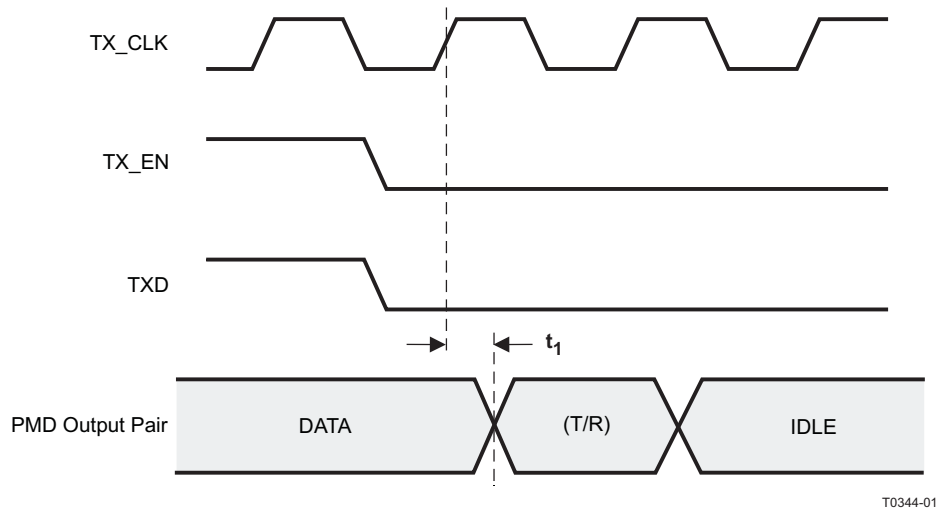 TX_CLK
TX_EN
TXD
t1
PMD Output Pair
DATA
(T/R)
IDLE
T0344-01